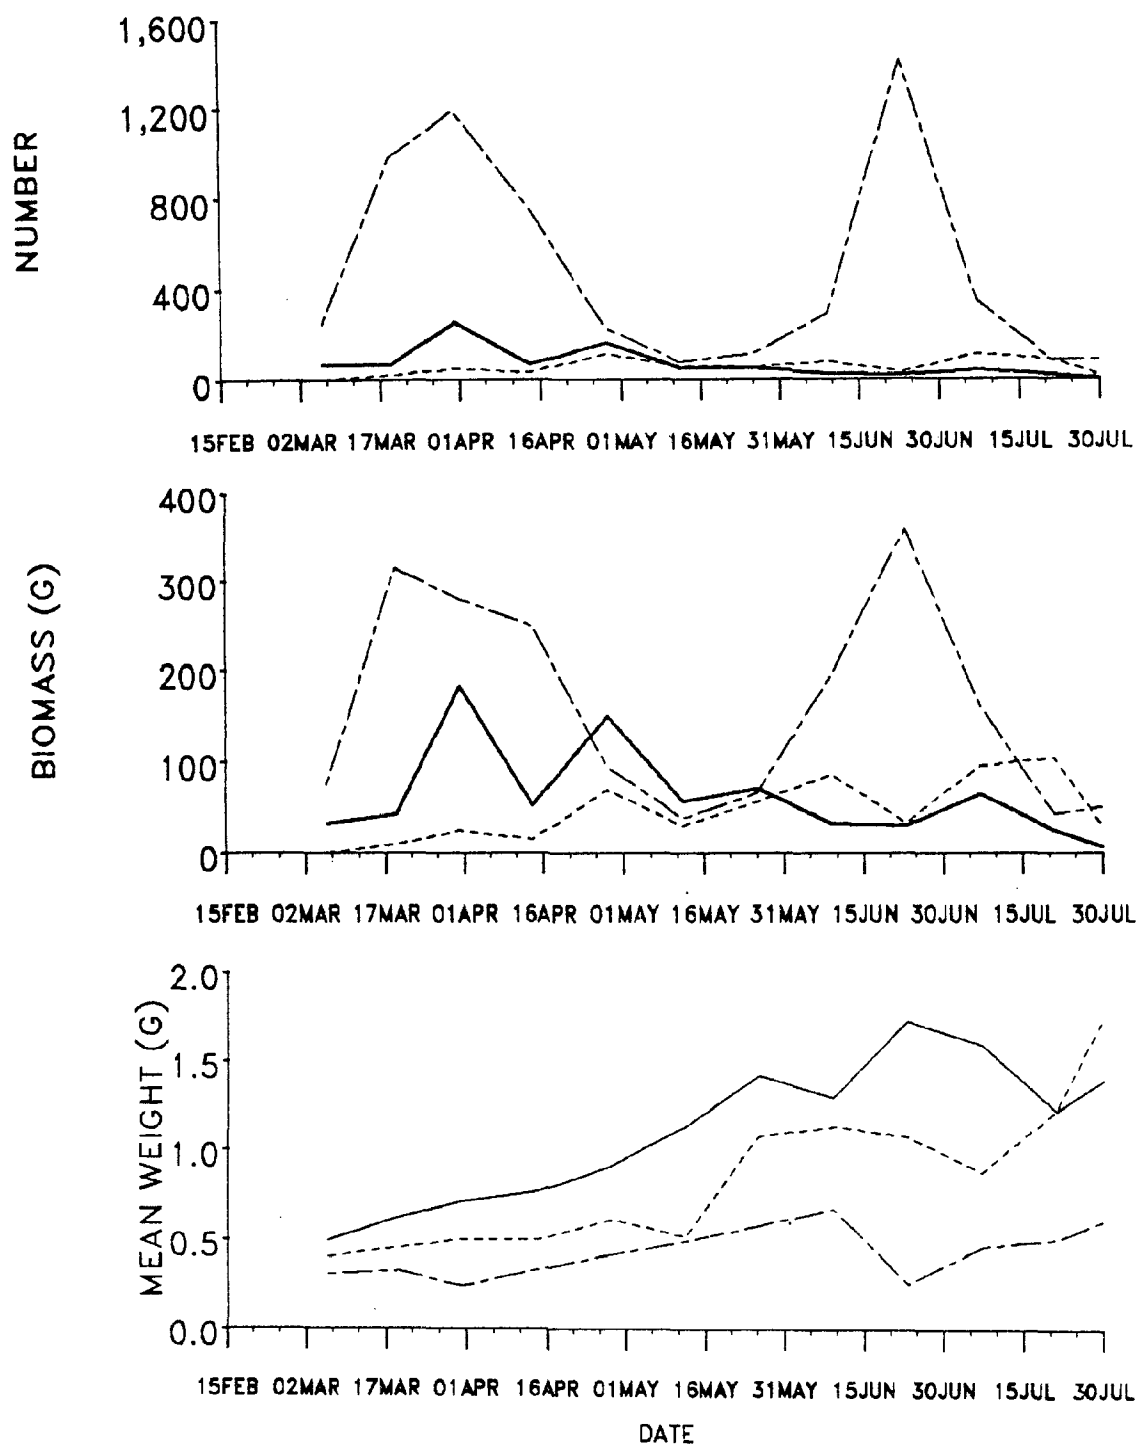 NUMBER
1,600
1,200
800
400
0
15FEB 02MAR 17MAR 01APR 16APR 01MAY 16MAY 31MAY 15JUN 30JUN 15JUL 30JUL
BIOMASS (G)
400
300
200
100
0
15FEB 02MAR 17MAR 01APR 16APR 01MAY 16MAY 31MAY 15JUN 30JUN 15JUL 30JUL
MEAN WEIGHT (G)
2.0
1.5
1.0
0.5
0.0
15FEB 02MAR 17MAR 01APR 16APR 01MAY 16MAY 31MAY 15JUN 30JUN 15JUL 30JUL
DATE